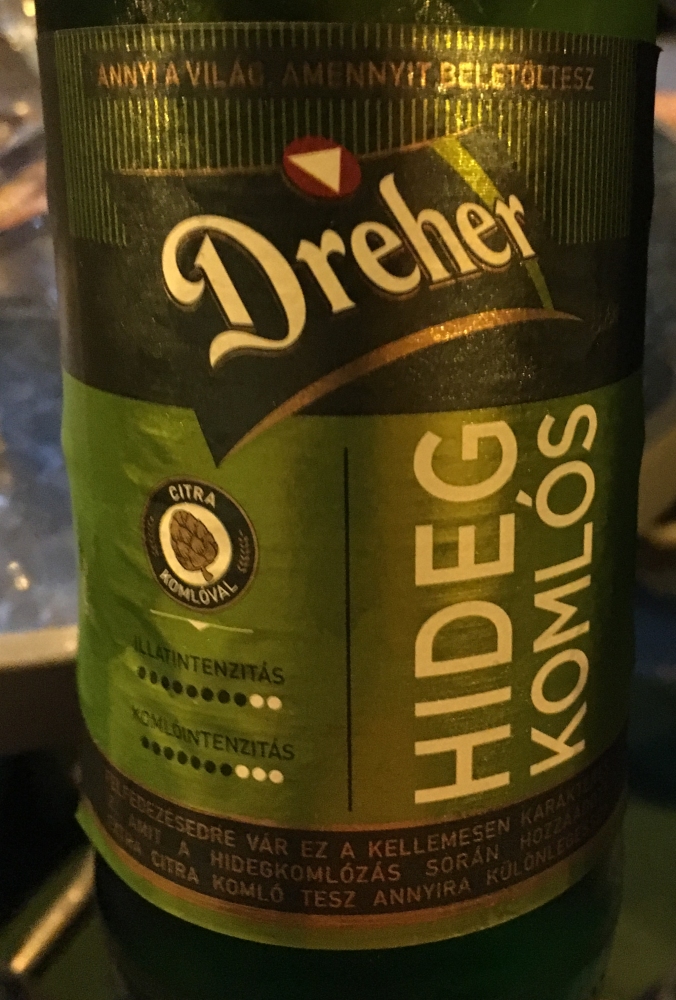 ANNYI A VILÁG, AMENNYIT BELETÖLTESZ
Dreher
CITRA
KOMLÓVAL
ILLATINTENZITÁS
KOMLÓINTENZITÁS
HIDEG
KOMLÓS
FELFEDEZÉSEDRE VÁR EZ A KELLEMESEN
AMIT A HIDEGKOMLÓZÁS SORÁN
CITRA KOMLÓ TESZ ANNYIRA